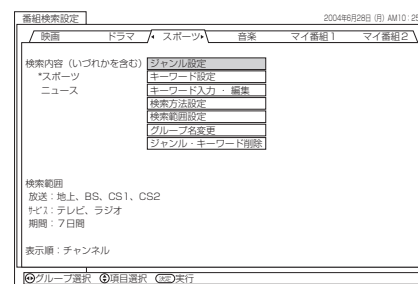 番組検索設定 2004年6月28日 (月) AM10:25
映画 ドラマ スポーツ 音楽 マイ番組1 マイ番組2
検索内容 (いづれかを含む) ジャンル設定
*スポーツ キーワード設定
ニュース キーワード入力 ・ 編集
検索方法設定
検索範囲設定
グループ名変更
ジャンル・キーワード削除
検索範囲
放送:地上、BS、CS1、CS2
サービス:テレビ、ラジオ
期間:7日間
表示順:チャンネル
グループ選択 項目選択 決定 実行